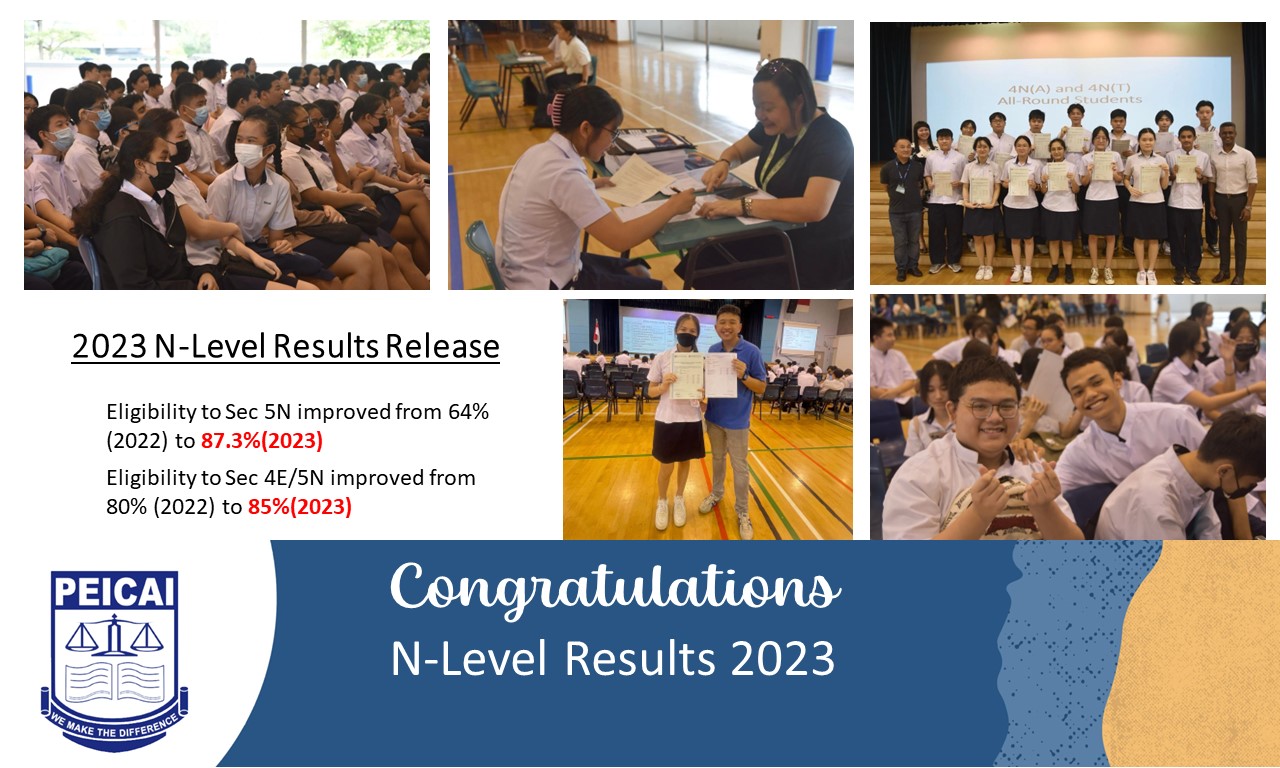 4N(A) and 4N(T)
All-Round Students
2023 N-Level Results Release
Eligibility to Sec 5N improved from 64%
(2022) to 87.3%(2023)
Eligibility to Sec 4E/5N improved from
80% (2022) to 85%(2023)
PEICAI
WE MAKE THE DIFFERENCE
Congratulations
N-Level Results 2023